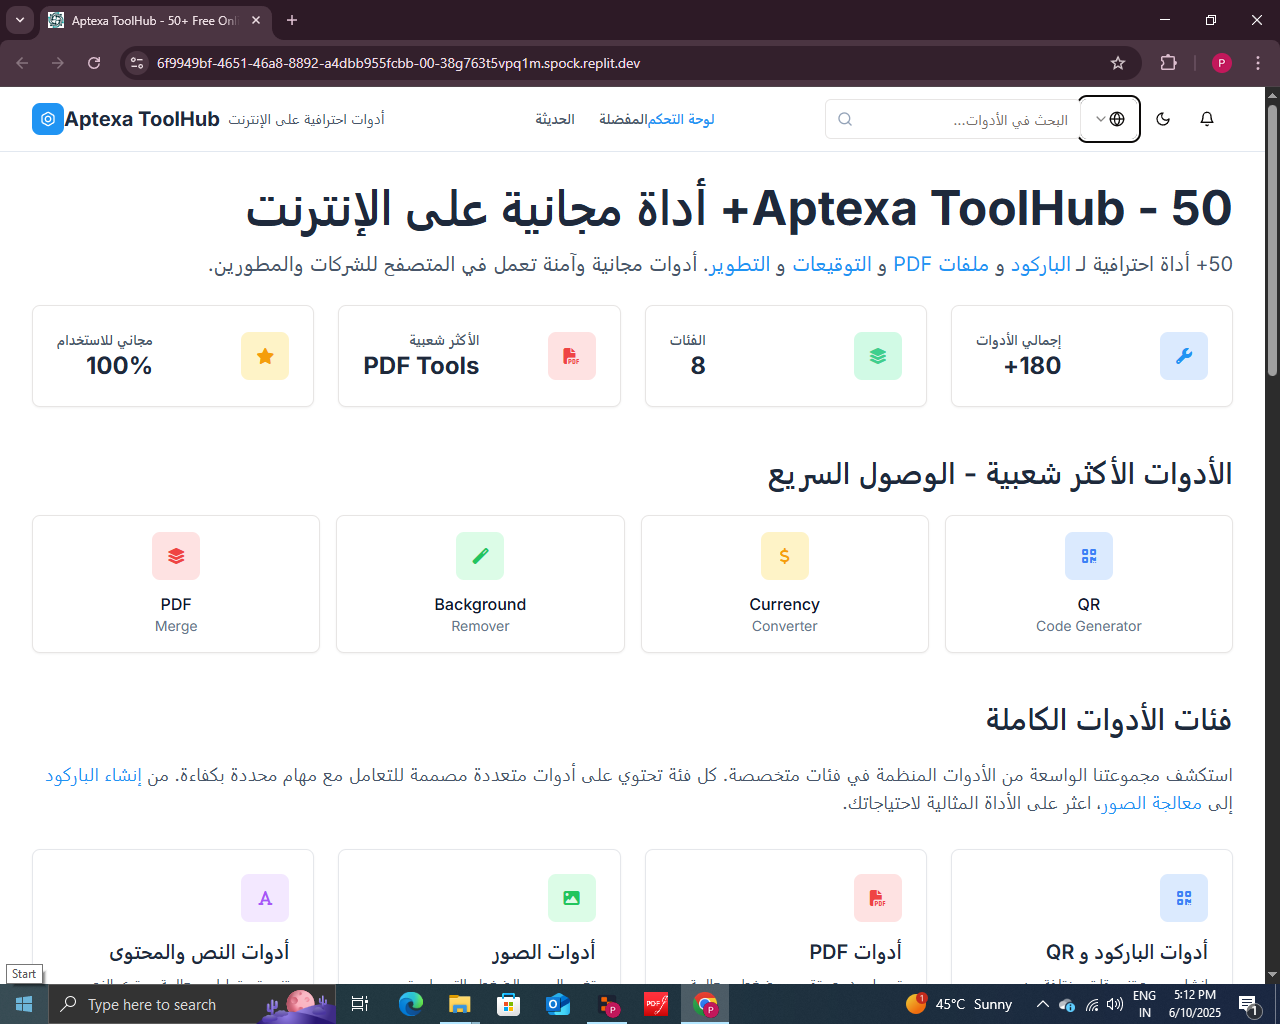 Aptexa ToolHub - 50+ Free Onl
6f9949bf-4651-46a8-8892-a4dbb955fcbb-00-38g763t5vpq1m.spock.replit.dev
P
Aptexa ToolHub
أدوات احترافية على الإنترنت
لوحة التحكم
المفضلة
الحديثة
البحث في الأدوات...
Aptexa ToolHub - 50+ أداة مجانية على الإنترنت
50+ أداة احترافية لـ الباركود و ملفات PDF و التوقيعات و التطوير. أدوات مجانية وآمنة تعمل في المتصفح للشركات والمطورين.
إجمالي الأدوات
180+
الفئات
8
الأكثر شعبية
PDF Tools
مجاني للاستخدام
100%
الأدوات الأكثر شعبية - الوصول السريع
QR
Code Generator
Currency
Converter
Background
Remover
PDF
Merge
فئات الأدوات الكاملة
استكشف مجموعتنا الواسعة من الأدوات المنظمة في فئات متخصصة. كل فئة تحتوي على أدوات متعددة مصممة للتعامل مع مهام محددة بكفاءة. من إنشاء الباركود
إلى معالجة الصور، اعثر على الأداة المثالية لاحتياجاتك.
أدوات الباركود و QR
PDF
أدوات PDF
أدوات الصور
أدوات النص والمحتوى
Start
Type here to search
45°C Sunny
ENG
IN
5:12 PM
6/10/2025
1